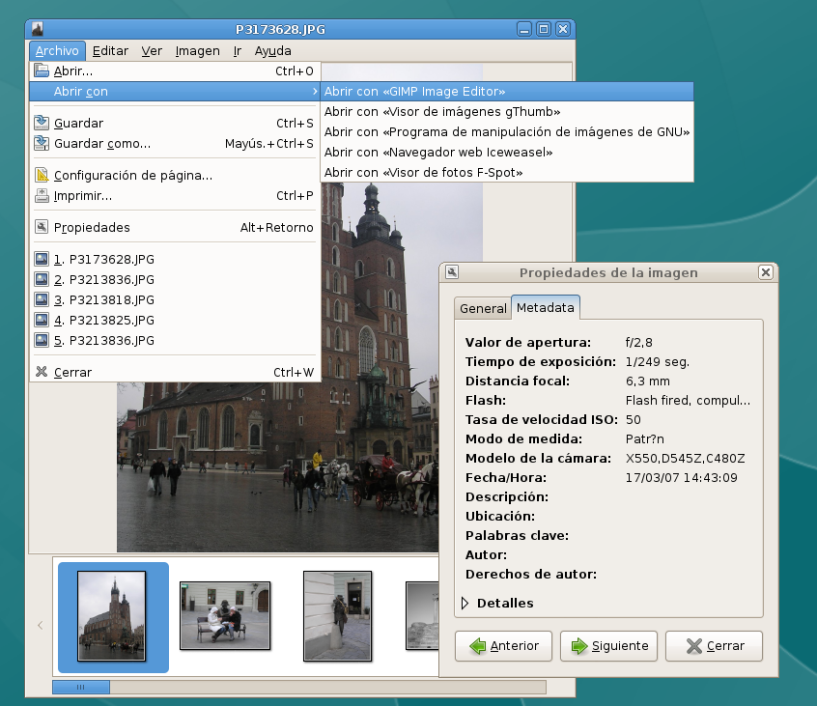 P3173628.JPG
Archivo Editar Ver Imagen Ir Ayuda
Abrir... Ctrl+O
Abrir con
Guardar Ctrl+S
Guardar como... Mayús.+Ctrl+S
Configuración de página...
Imprimir... Ctrl+P
Propiedades Alt+Retorno
1. P3173628.JPG
2. P3213836.JPG
3. P3213818.JPG
4. P3213825.JPG
5. P3213836.JPG
Cerrar Ctrl+W
Abrir con «GIMP Image Editor»
Abrir con «Visor de imágenes gThumb»
Abrir con «Programa de manipulación de imágenes de GNU»
Abrir con «Navegador web Iceweasel»
Abrir con «Visor de fotos F-Spot»
Propiedades de la imagen
General Metadata
Valor de apertura: f/2,8
Tiempo de exposición: 1/249 seg.
Distancia focal: 6,3 mm
Flash: Flash fired, compul...
Tasa de velocidad ISO: 50
Modo de medida: Patr?n
Modelo de la cámara: X550,D545Z,C480Z
Fecha/Hora: 17/03/07 14:43:09
Descripción:
Ubicación:
Palabras clave:
Autor:
Derechos de autor:
Detalles
Anterior Siguiente Cerrar